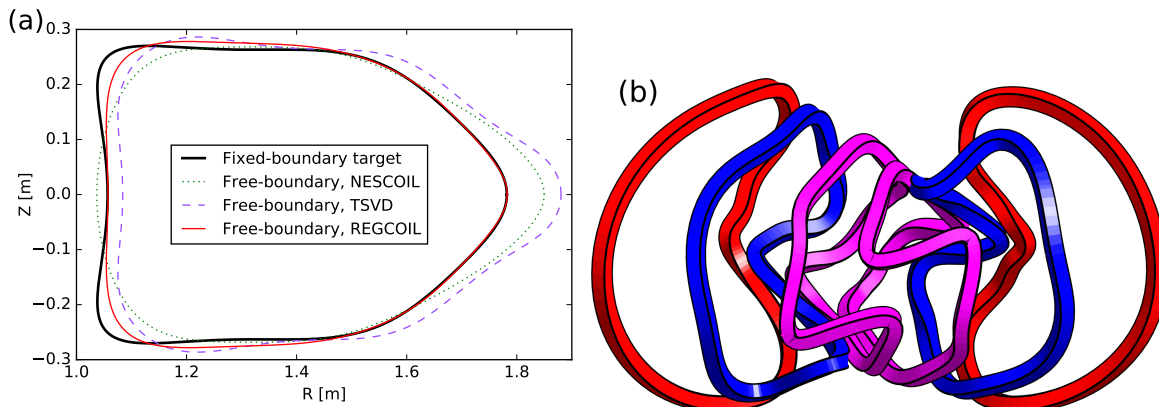 (a)
0.3
0.2
0.1
0.0
−0.1
−0.2
−0.3
Z [m]
Fixed-boundary target
Free-boundary, NESCOIL
Free-boundary, TSVD
Free-boundary, REGCOIL
1.0 1.2 1.4 1.6 1.8
R [m]
(b)